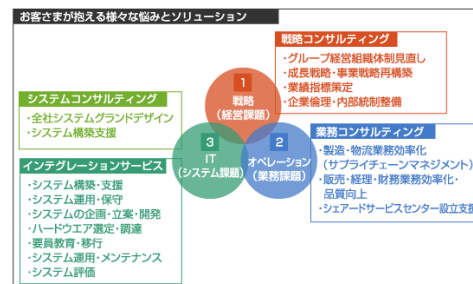 お客さまが抱える様々な悩みとソリューション
戦略コンサルティング
・グループ経営組織体制見直し
・成長戦略・事業戦略再構築
・業績指標策定
・企業倫理・内部統制整備
1
戦略
(経営課題)
システムコンサルティング
・全社システムグランドデザイン
・システム構築支援
3
IT
(システム課題)
2
オペレーション
(業務課題)
業務コンサルティング
・製造・物流業務効率化
(サプライチェーンマネジメント)
・販売・経理・財務業務効率化・
品質向上
・シェアードサービスセンター設立支援
インテグレーションサービス
・システム構築・支援
・システム運用・保守
・システムの企画・立案・開発
・ハードウエア選定・調達
・要員教育・移行
・システム運用・メンテナンス
・システム評価